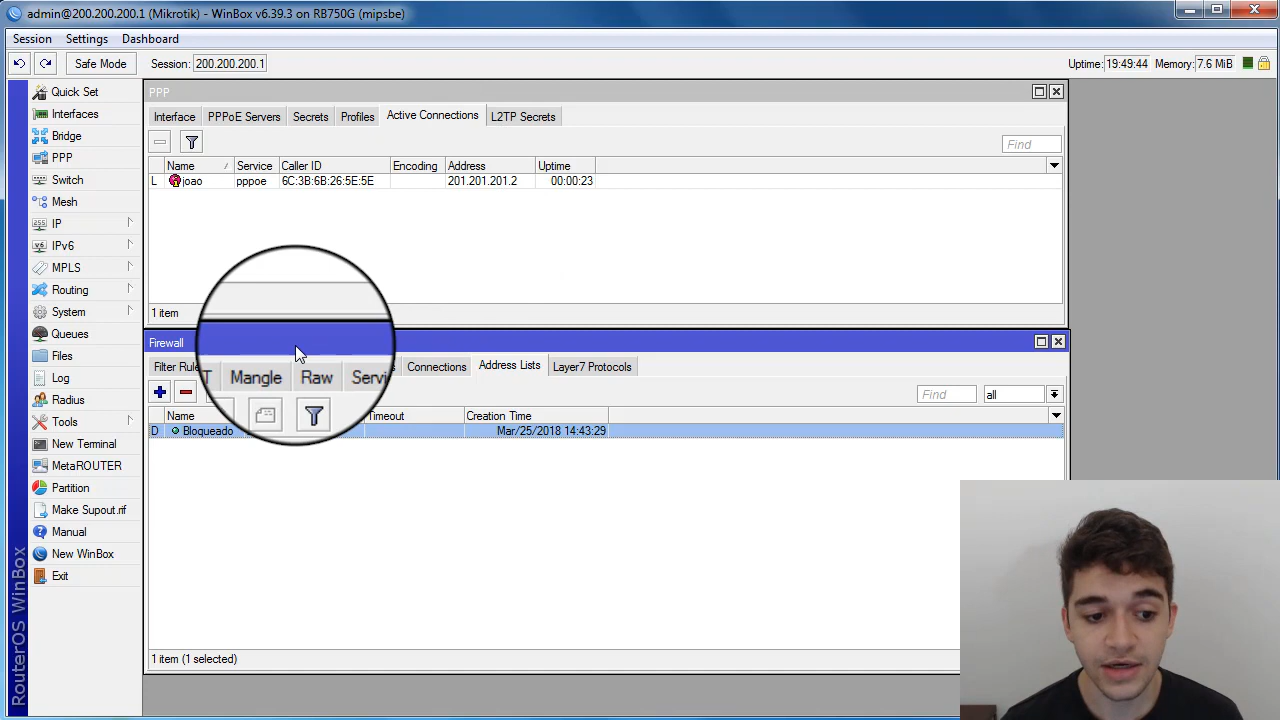 admin@200.200.200.1 (Mikrotik) - WinBox v6.39.3 on RB750G (mipsbe)
Session Settings Dashboard
Safe Mode Session: 200.200.200.1 Uptime: 19:49:44 Memory: 7.6 MiB
Quick Set
Interfaces
Bridge
PPP
Switch
Mesh
IP
IPv6
MPLS
Routing
System
Queues
Files
Log
Radius
Tools
New Terminal
MetaROUTER
Partition
Make Supout.rif
Manual
New WinBox
Exit
RouterOS WinBox
PPP
Interface PPPoE Servers Secrets Profiles Active Connections L2TP Secrets
Find
Name Service Caller ID Encoding Address Uptime
L joao pppoe 6C:3B:6B:26:5E:5E 201.201.201.2 00:00:23
1 item
Firewall
Filter Rul T Mangle Raw Servi s Connections Address Lists Layer7 Protocols
Find all
Name Timeout Creation Time
D Bloqueado Mar/25/2018 14:43:29
1 item (1 selected)